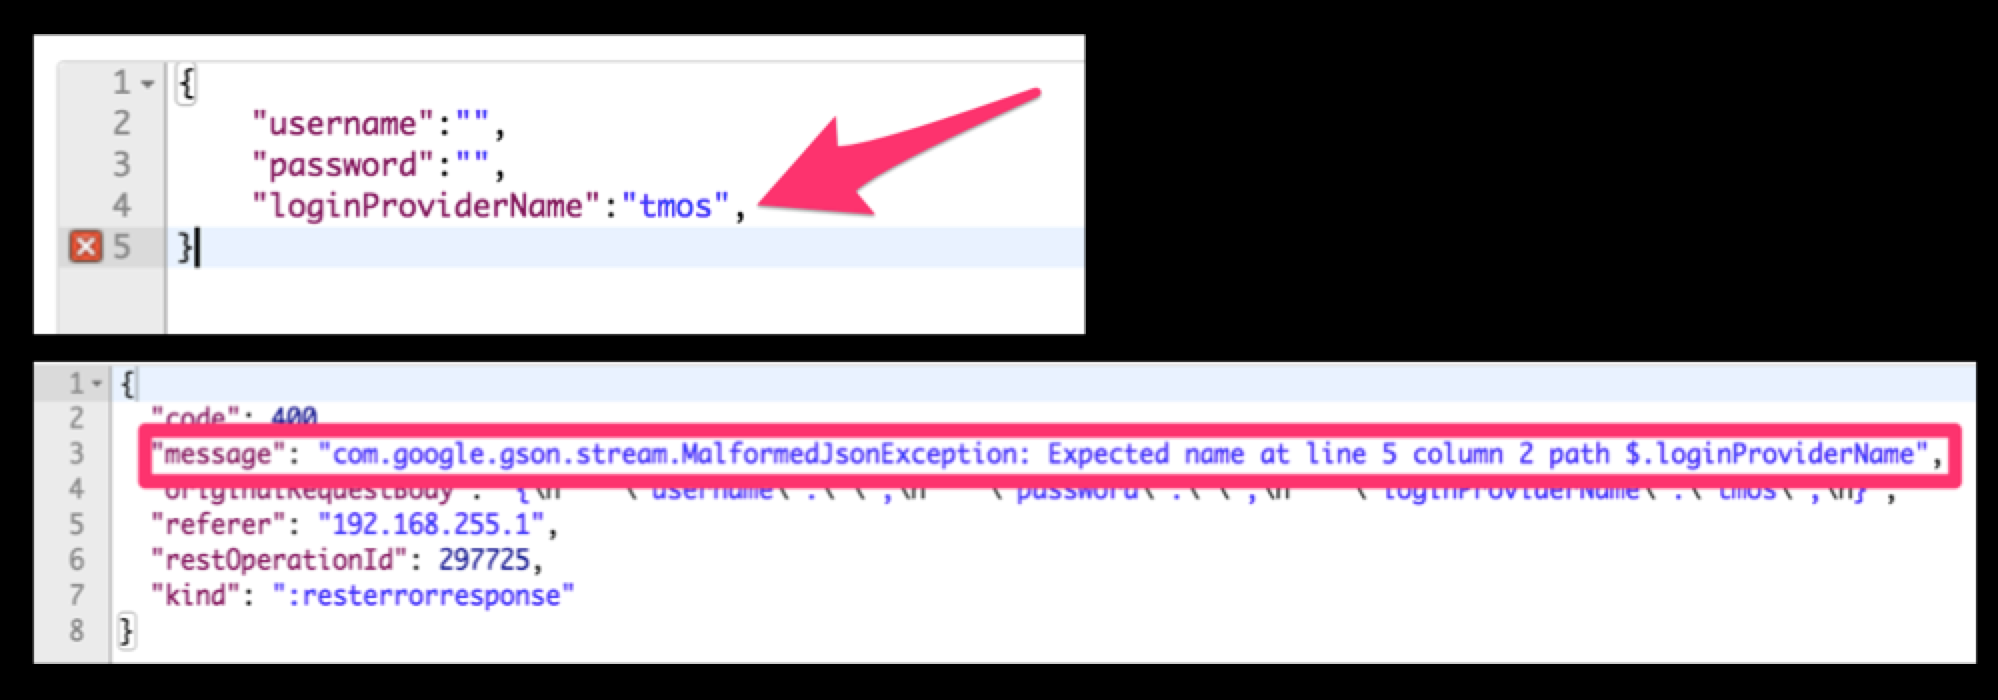 1 {
2 "username":"",
3 "password":"",
4 "loginProviderName":"tmos",
5 }
1 {
2 "code": 400
3 "message": "com.google.gson.stream.MalformedJsonException: Expected name at line 5 column 2 path $.loginProviderName",
4 "originalRequestBody": "{\n \"username\":\"\",\n \"password\":\"\",\n \"loginProviderName\":\"tmos\",\n}",
5 "referer": "192.168.255.1",
6 "restOperationId": 297725,
7 "kind": ":resterrorresponse"
8 }